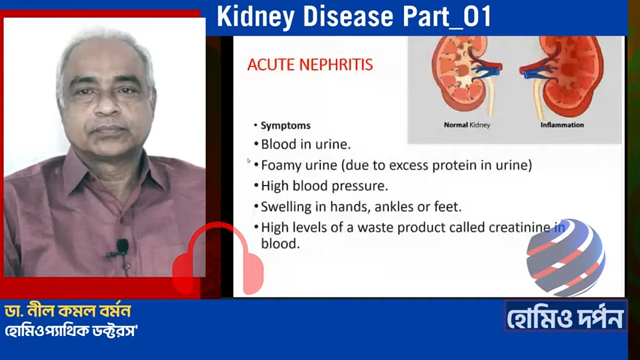 Kidney Disease Part_01
ACUTE NEPHRITIS
Normal Kidney
Inflammation
• Symptoms
• Blood in urine.
• Foamy urine (due to excess protein in urine)
• High blood pressure.
• Swelling in hands, ankles or feet.
• High levels of a waste product called creatinine in
blood.
ডা. নীল কমল বর্মন
হোমিওপ্যাথিক ডক্টরস'
হোমিও দর্পন